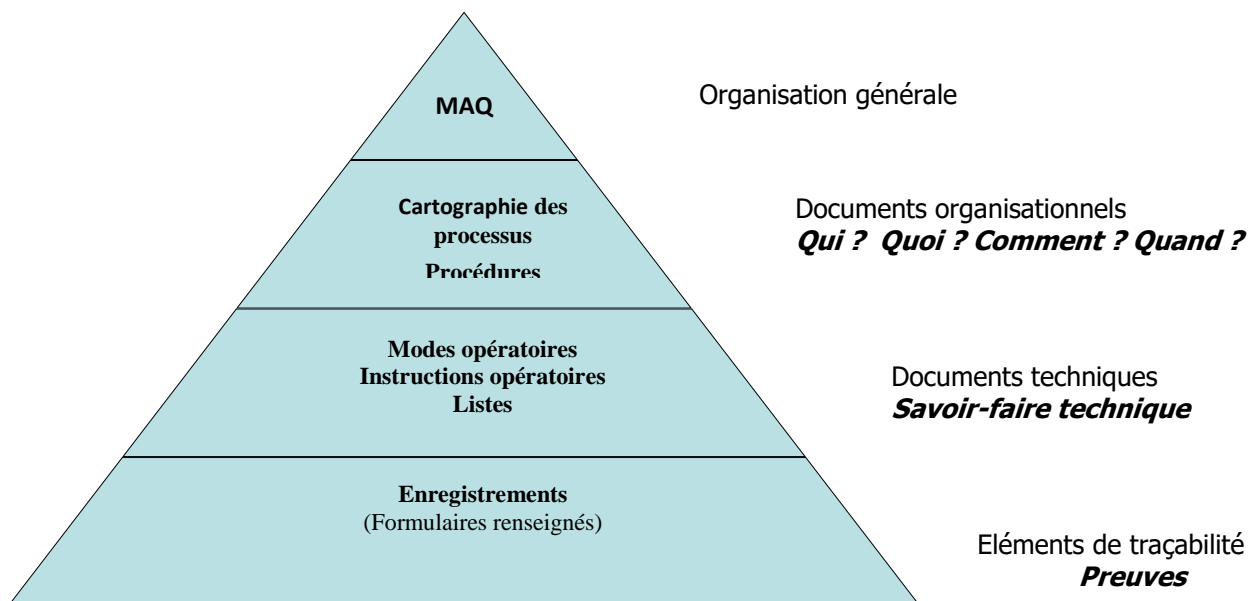 MAQ
Organisation générale
Cartographie des
processus
Procédures
Documents organisationnels
Qui ? Quoi ? Comment ? Quand ?
Modes opératoires
Instructions opératoires
Listes
Documents techniques
Savoir-faire technique
Enregistrements
(Formulaires renseignés)
Eléments de traçabilité
Preuves